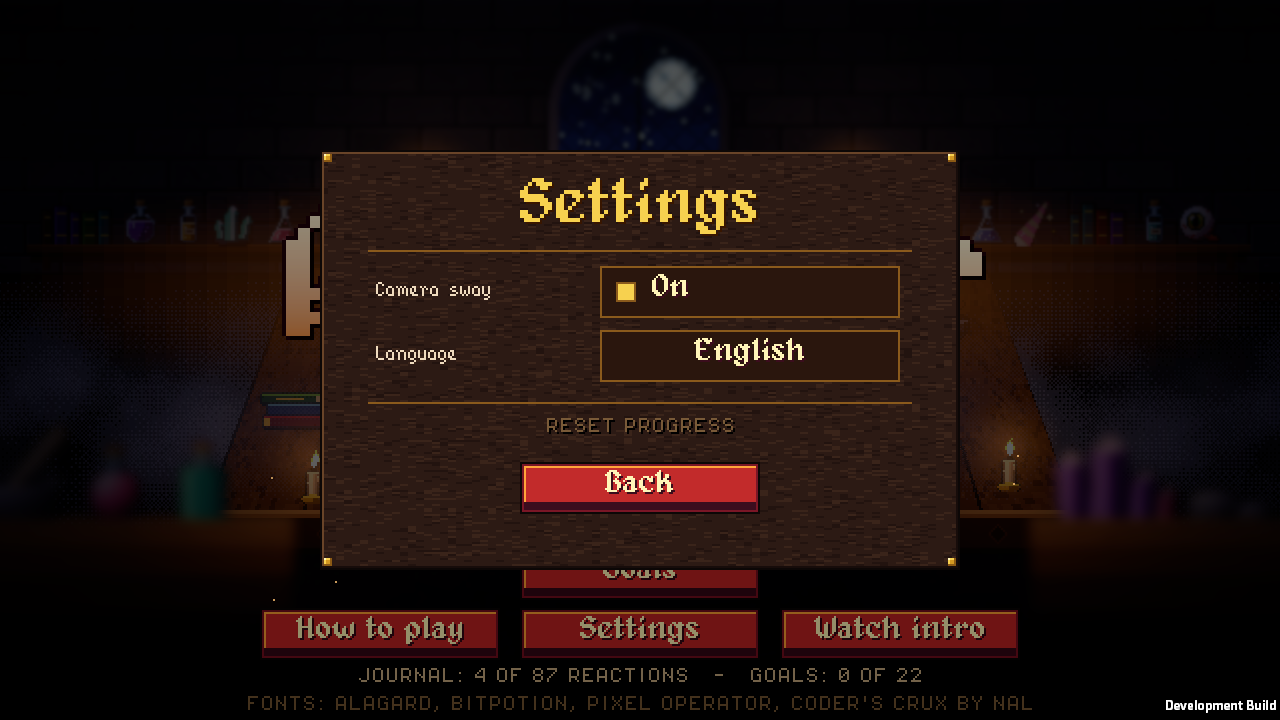 Settings
Camera sway
On
Language
English
RESET PROGRESS
Back
Goals
How to play
Settings
Watch intro
JOURNAL: 4 OF 87 REACTIONS - GOALS: 0 OF 22
FONTS: ALAGARD, BITPOTION, PIXEL OPERATOR, CODER'S CRUX BY NAL
Development Build